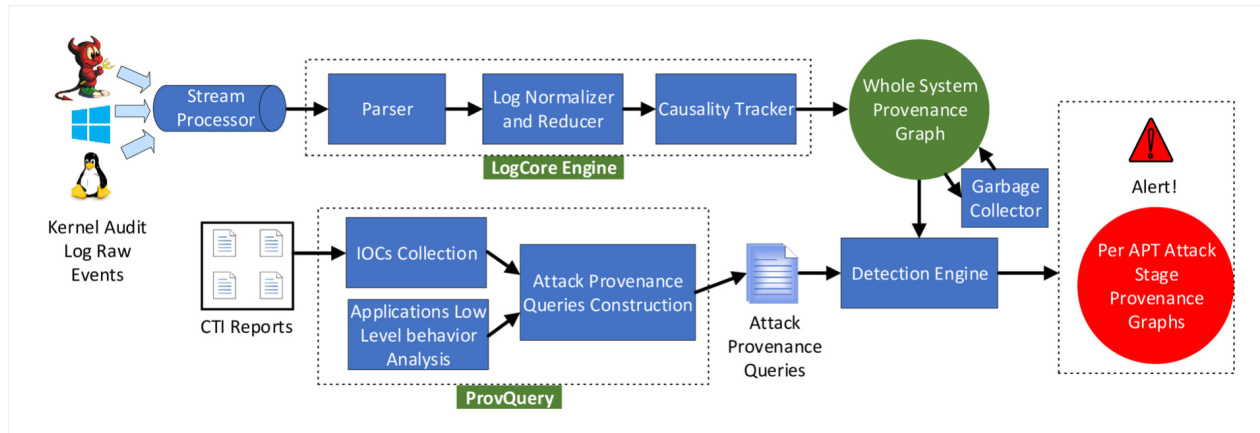 Stream
Processor
Parser
Log Normalizer
and Reducer
Causality Tracker
LogCore Engine
Whole System
Provenance
Graph
Garbage
Collector
Kernel Audit
Log Raw
Events
CTI Reports
IOCs Collection
Applications Low
Level behavior
Analysis
Attack Provenance
Queries Construction
ProvQuery
Attack
Provenance
Queries
Detection Engine
Alert!
Per APT Attack
Stage
Provenance
Graphs